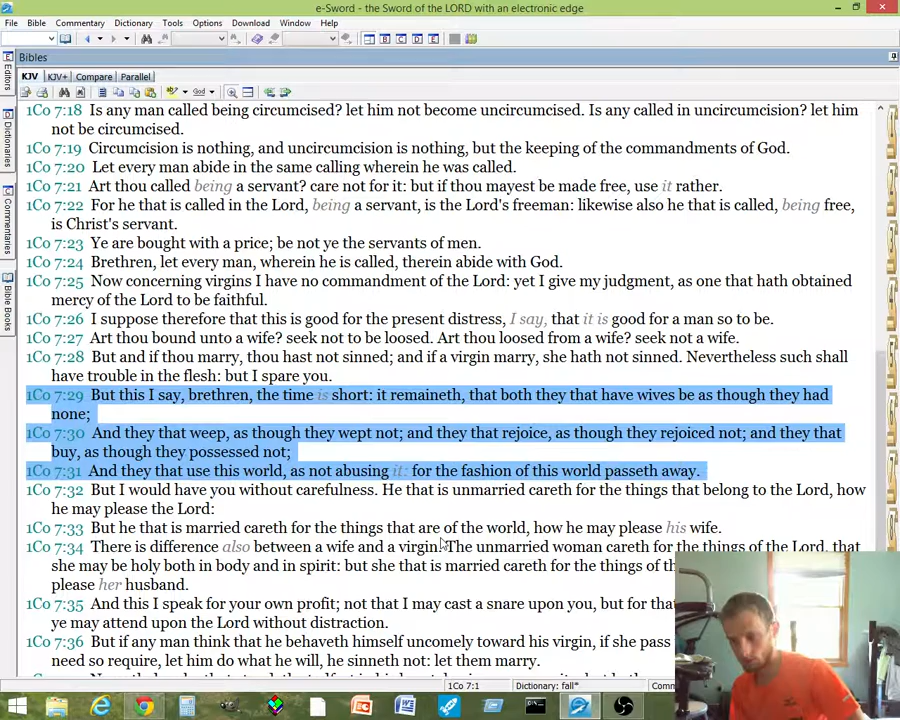 e-Sword - the Sword of the LORD with an electronic edge
File Bible Commentary Dictionary Tools Options Download Window Help
Bibles
KJV KJV+ Compare Parallel
Editors
Dictionaries
Commentaries
Bible Books
1Co 7:18 Is any man called being circumcised? let him not become uncircumcised. Is any called in uncircumcision? let him
not be circumcised.
1Co 7:19 Circumcision is nothing, and uncircumcision is nothing, but the keeping of the commandments of God.
1Co 7:20 Let every man abide in the same calling wherein he was called.
1Co 7:21 Art thou called being a servant? care not for it: but if thou mayest be made free, use it rather.
1Co 7:22 For he that is called in the Lord, being a servant, is the Lord's freeman: likewise also he that is called, being free,
is Christ's servant.
1Co 7:23 Ye are bought with a price; be not ye the servants of men.
1Co 7:24 Brethren, let every man, wherein he is called, therein abide with God.
1Co 7:25 Now concerning virgins I have no commandment of the Lord: yet I give my judgment, as one that hath obtained
mercy of the Lord to be faithful.
1Co 7:26 I suppose therefore that this is good for the present distress, I say, that it is good for a man so to be.
1Co 7:27 Art thou bound unto a wife? seek not to be loosed. Art thou loosed from a wife? seek not a wife.
1Co 7:28 But and if thou marry, thou hast not sinned; and if a virgin marry, she hath not sinned. Nevertheless such shall
have trouble in the flesh: but I spare you.
1Co 7:29 But this I say, brethren, the time is short: it remaineth, that both they that have wives be as though they had
none;
1Co 7:30 And they that weep, as though they wept not; and they that rejoice, as though they rejoiced not; and they that
buy, as though they possessed not;
1Co 7:31 And they that use this world, as not abusing it: for the fashion of this world passeth away.
1Co 7:32 But I would have you without carefulness. He that is unmarried careth for the things that belong to the Lord, how
he may please the Lord:
1Co 7:33 But he that is married careth for the things that are of the world, how he may please his wife.
1Co 7:34 There is difference also between a wife and a virgin. The unmarried woman careth for the things of the Lord, that
she may be holy both in body and in spirit: but she that is married careth for the things of th
please her husband.
1Co 7:35 And this I speak for your own profit; not that I may cast a snare upon you, but for that
ye may attend upon the Lord without distraction.
1Co 7:36 But if any man think that he behaveth himself uncomely toward his virgin, if she pass
need so require, let him do what he will, he sinneth not: let them marry.
1Co 7:1 Dictionary: fall* Comm